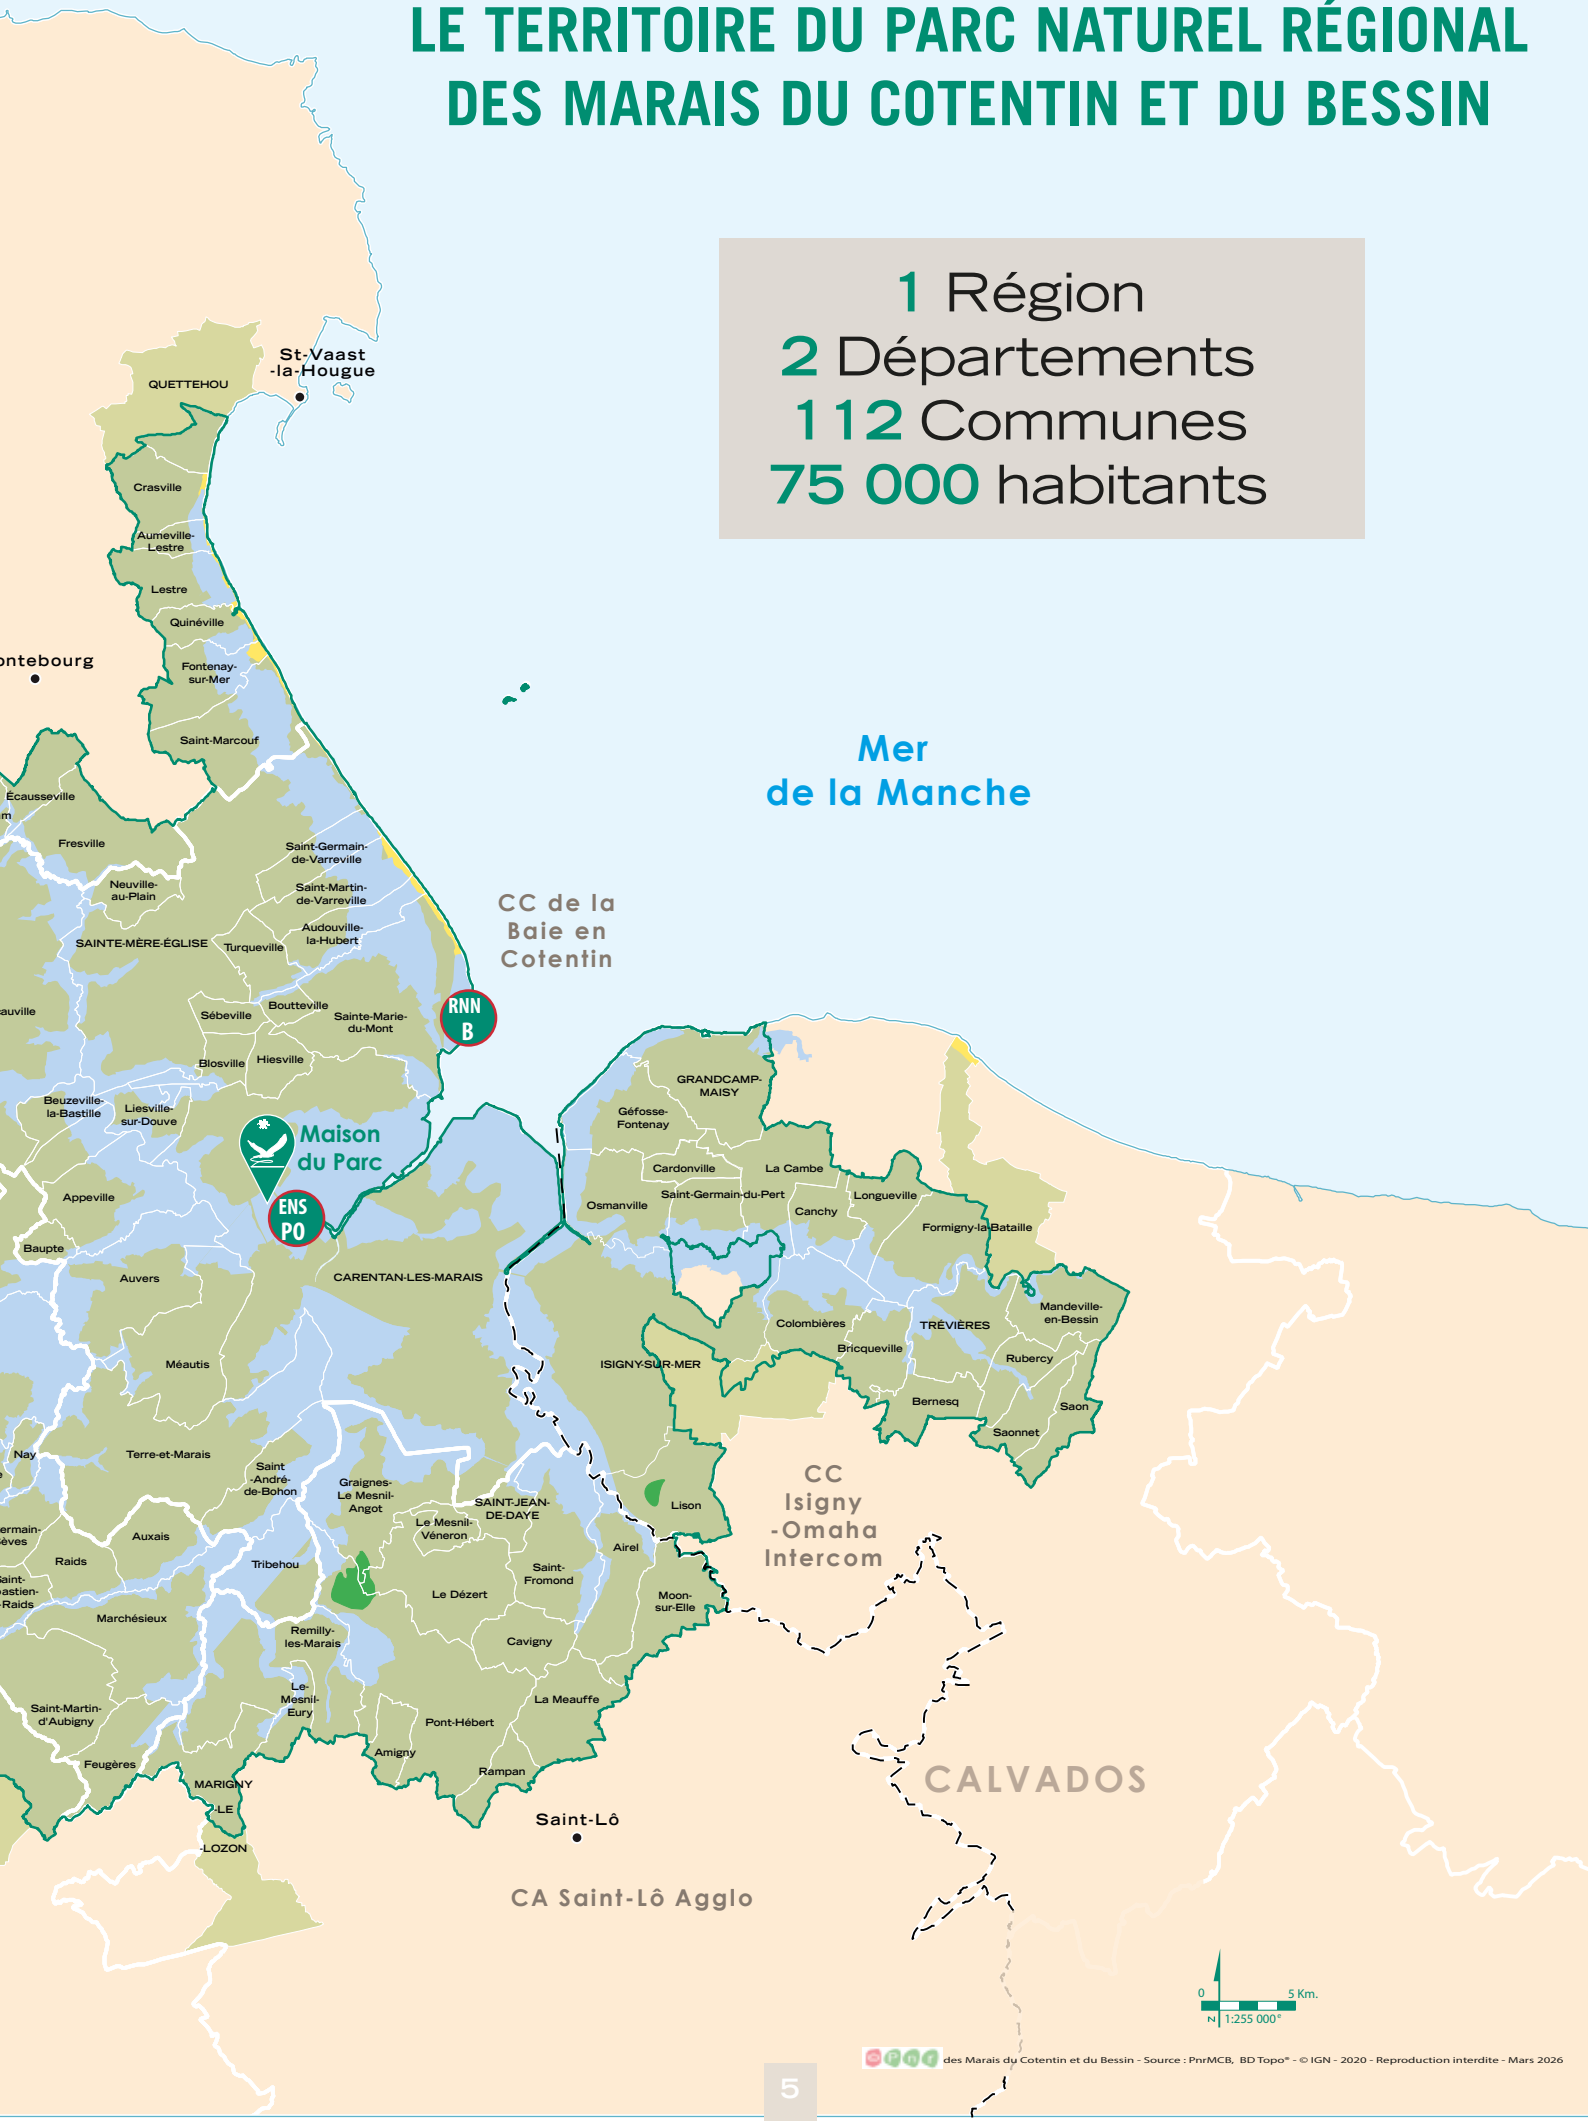 LE TERRITOIRE DU PARC NATUREL RÉGIONAL
DES MARAIS DU COTENTIN ET DU BESSIN
1 Région
2 Départements
112 Communes
75 000 habitants
St-Vaast
-la-Hougue
QUETTEHOU
Crasville
Aumeville-
Lestre
Lestre
Quinéville
ontebourg
Fontenay-
sur-Mer
Saint-Marcouf
Mer
de la Manche
Écausseville
m
Fresville
Saint-Germain-
de-Varreville
Neuville-
au-Plain
Saint-Martin-
de-Varreville
CC de la
Baie en
Cotentin
Audouville-
la-Hubert
SAINTE-MÈRE-ÉGLISE
Turqueville
auville
Sébeville
Boutteville
Sainte-Marie-
du-Mont
RNN
B
Blosville
Hiesville
Beuzeville-
la-Bastille
Liesville-
sur-Douve
Maison
du Parc
GRANDCAMP-
MAISY
Géfosse-
Fontenay
Cardonville
La Cambe
Appeville
ENS
PO
Osmanville
Saint-Germain-du-Pert
Canchy
Longueville
Formigny-la-Bataille
Baupte
Auvers
CARENTAN-LES-MARAIS
Mandeville-
en-Bessin
Colombières
TRÉVIÈRES
Bricqueville
Méautis
ISIGNY-SUR-MER
Rubercy
Bernesq
Saon
Saonnet
Nay
Terre-et-Marais
Saint
-André-
de-Bohon
Graignes-
Le Mesnil-
Angot
CC
Isigny
-Omaha
Intercom
e
SAINT-JEAN-
DE-DAYE
Lison
Le Mesnil-
Véneron
ermain-
Sèves
Auxais
Airel
Raids
Tribehou
Saint-
Fromond
aint-
astien-
-Raids
Le Dézert
Moon-
sur-Elle
Marchésieux
Remilly-
les-Marais
Cavigny
Le-
Mesnil-
Eury
La Meauffe
Saint-Martin-
d'Aubigny
Pont-Hébert
Feugères
Amigny
Rampan
MARIGNY
-LE
-LOZON
CALVADOS
Saint-Lô
CA Saint-Lô Agglo
0 5 Km.
N 1:255 000°
© Pnr des Marais du Cotentin et du Bessin - Source : PnrMCB, BD Topo® - © IGN - 2020 - Reproduction interdite - Mars 2026
5